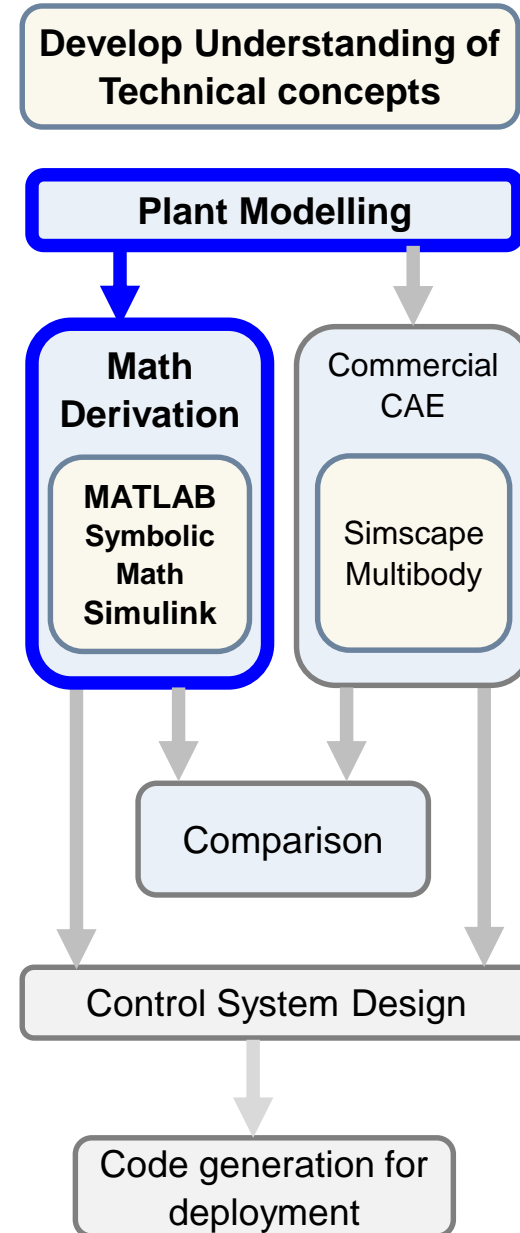 Develop Understanding of
Technical concepts
Plant Modelling
Math
Derivation
MATLAB
Symbolic
Math
Simulink
Commercial
CAE
Simscape
Multibody
Comparison
Control System Design
Code generation for
deployment